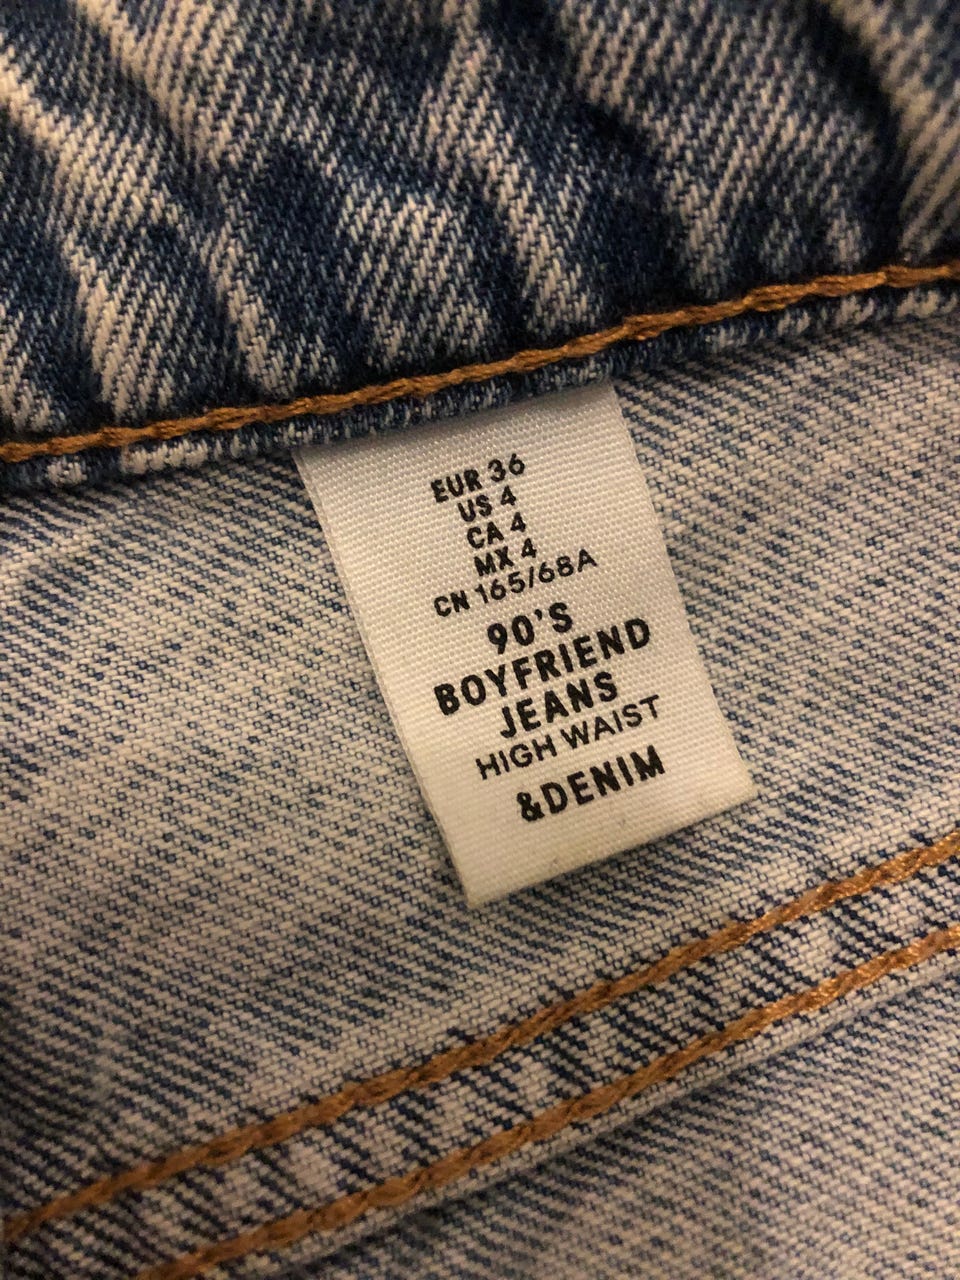 EUR 36
US 4
CA 4
MX 4
CN 165/68A
90'S
BOYFRIEND
JEANS
HIGH WAIST
&DENIM